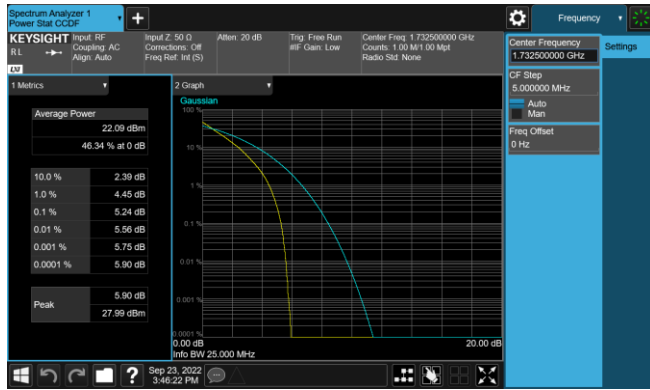 Spectrum Analyzer 1
Power Stat CCDF
+
Frequency
KEYSIGHT
RL
LXI
Input: RF
Coupling: AC
Align: Auto
Input Z: 50 Ω
Corrections: Off
Freq Ref: Int (S)
Atten: 20 dB
Trig: Free Run
#IF Gain: Low
Center Freq: 1.732500000 GHz
Counts: 1.00 M/1.00 Mpt
Radio Std: None
Center Frequency
1.732500000 GHz
Settings
CF Step
5.000000 MHz
Auto
Man
Freq Offset
0 Hz
1 Metrics
Average Power
22.09 dBm
46.34 % at 0 dB
10.0 % 2.39 dB
1.0 % 4.45 dB
0.1 % 5.24 dB
0.01 % 5.56 dB
0.001 % 5.75 dB
0.0001 % 5.90 dB
Peak
5.90 dB
27.99 dBm
2 Graph
Gaussian
100 %
10 %
1 %
0.1 %
0.01 %
0.001 %
0.0001 %
0.00 dB 20.00 dB
Info BW 25.000 MHz
?
Sep 23, 2022
3:46:22 PM